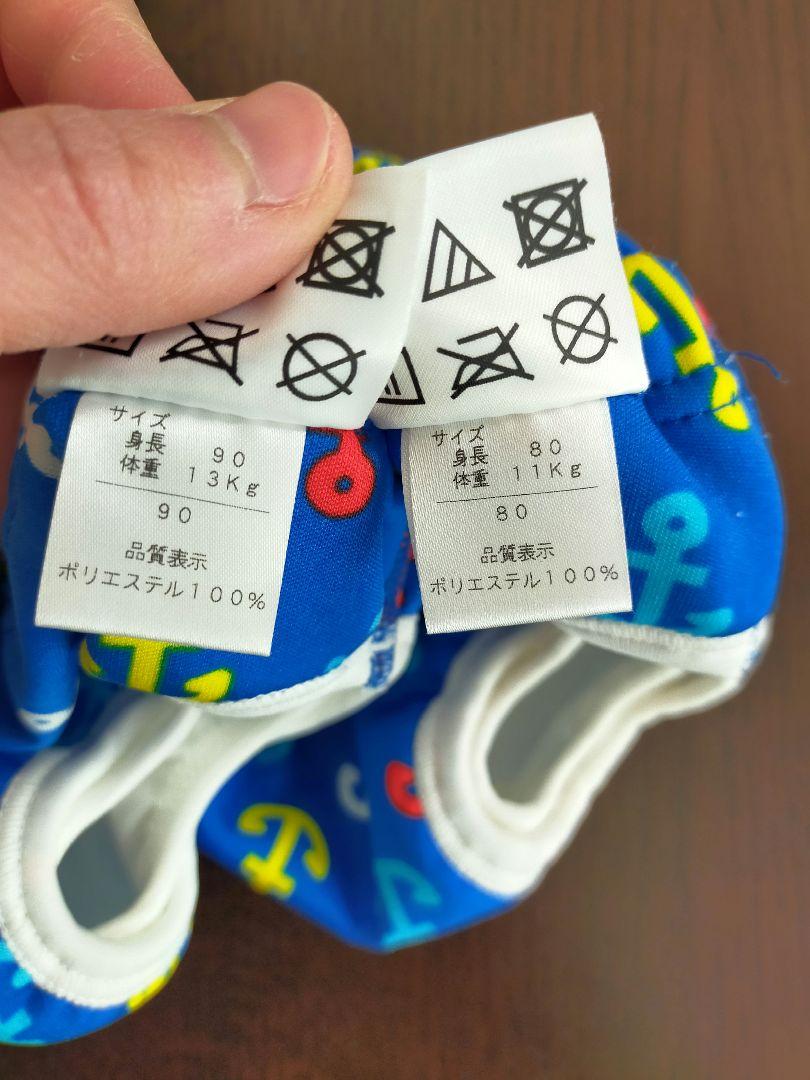 サイズ
身長 90
体重 13Kg
90
品質表示
ポリエステル100%
サイズ
身長 80
体重 11Kg
80
品質表示
ポリエステル100%